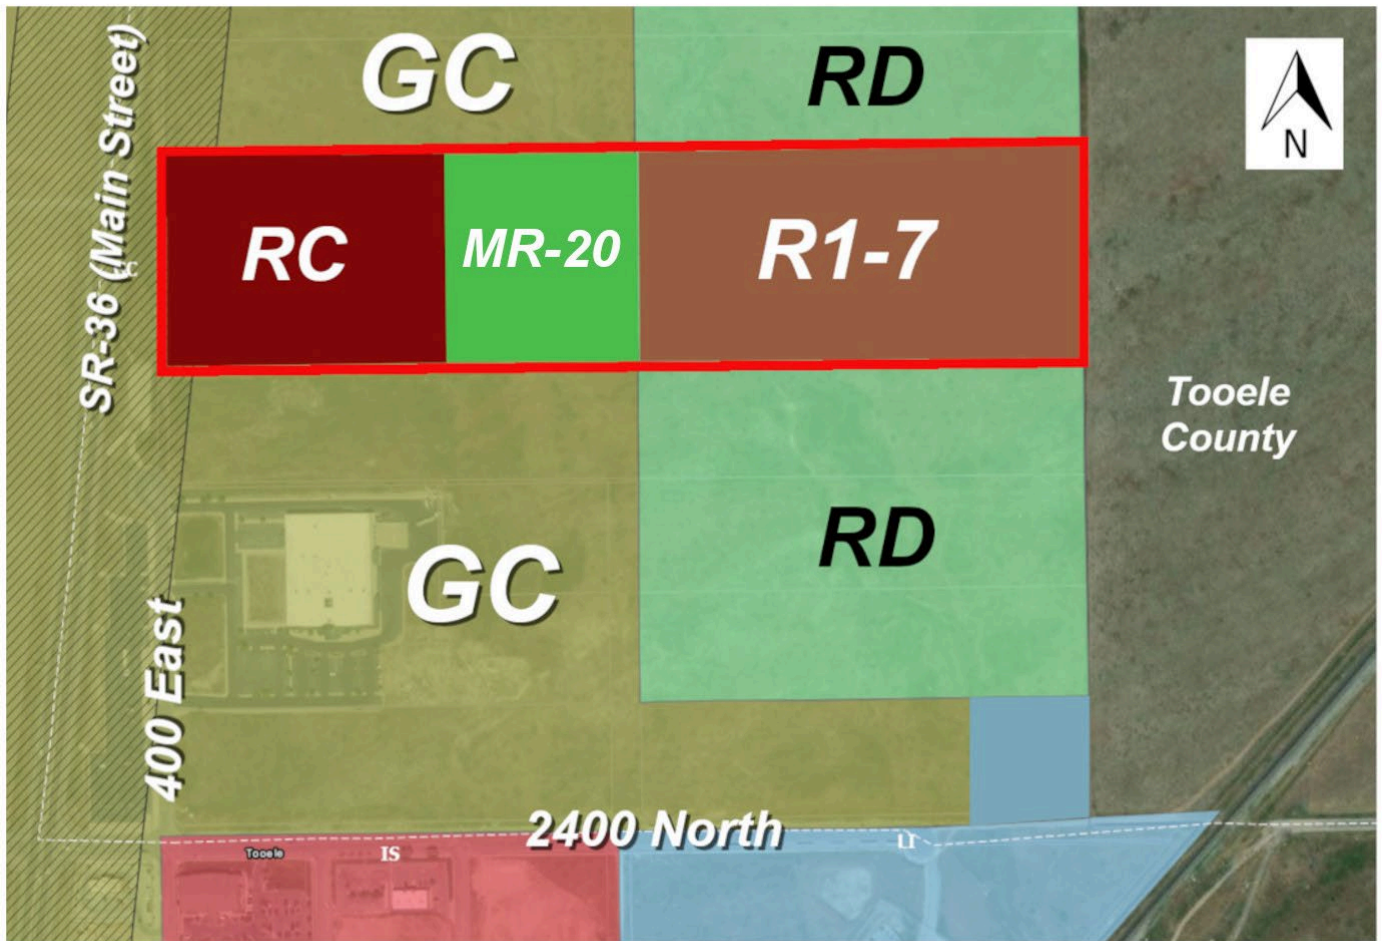 GC
RD
N
SR-36 (Main Street)
RC
MR-20
R1-7
Tooele
County
RD
GC
400 East
2400 North
Tooele
IS
LI